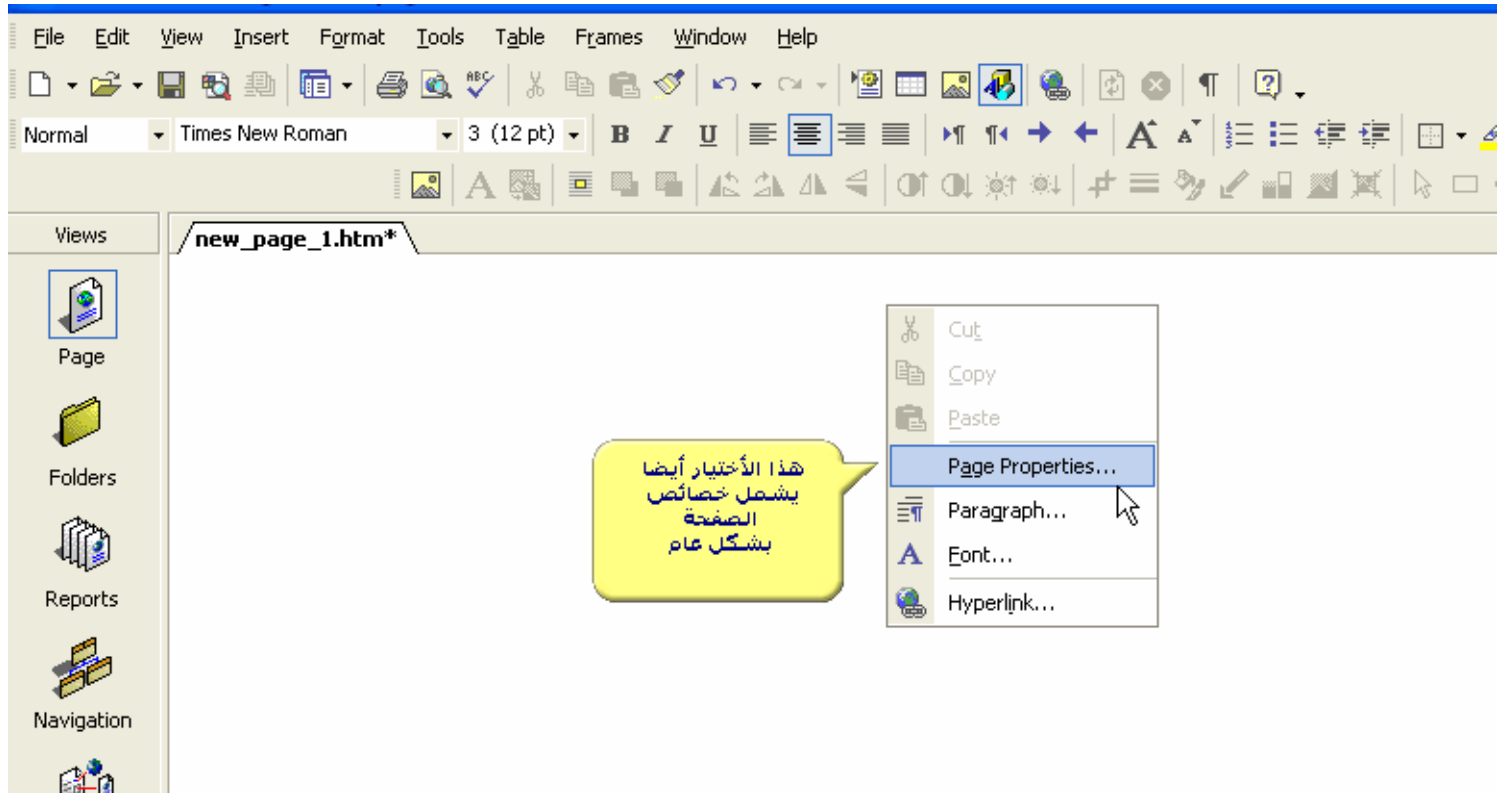 File Edit View Insert Format Tools Table Frames Window Help
Normal Times New Roman 3 (12 pt) B I U
Views
new_page_1.htm*
Page
Folders
Reports
Navigation
Cut
Copy
Paste
Page Properties...
Paragraph...
Font...
Hyperlink...
هذا الأختيار أيضا
يشمل خصائص
الصفحة
بشكل عام